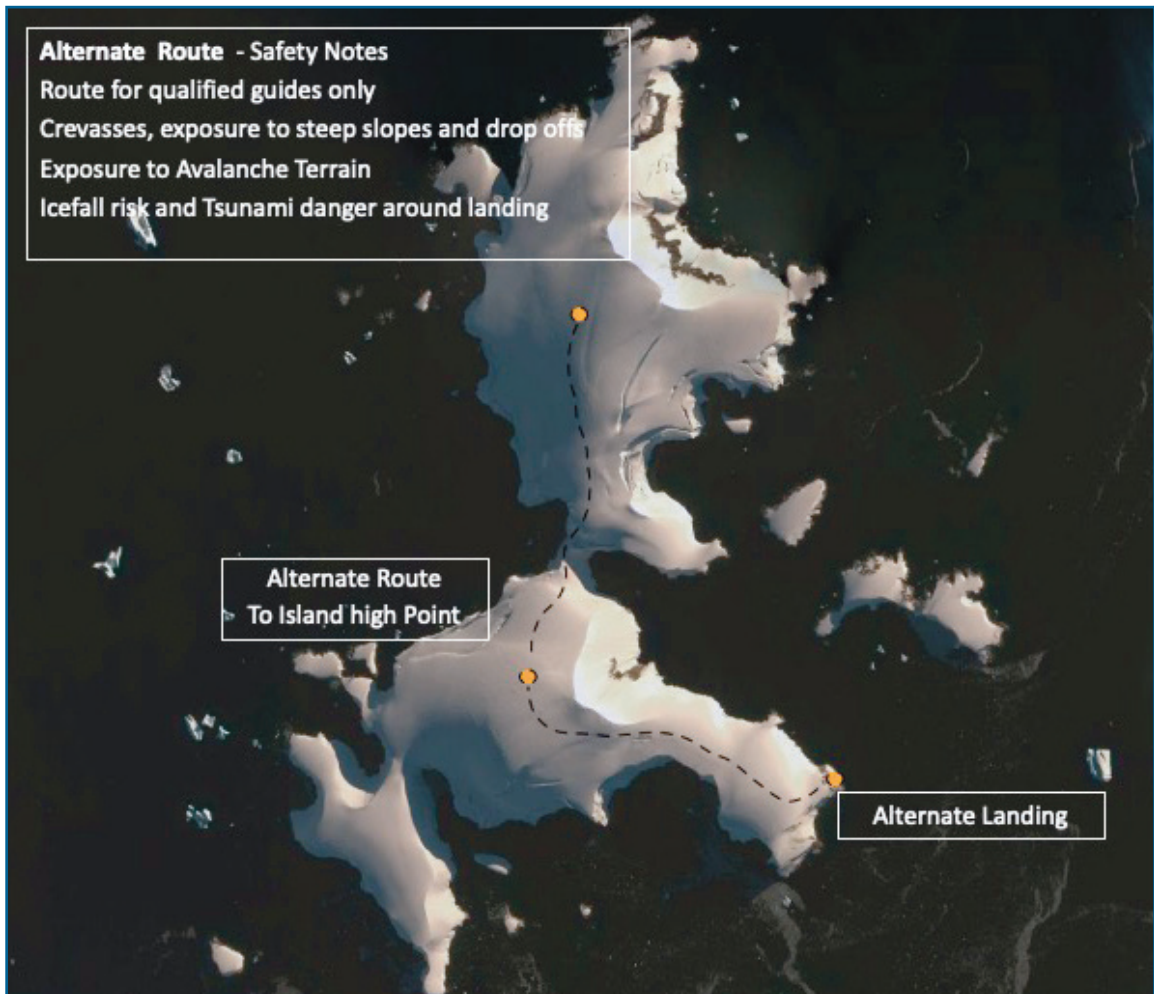 Alternate Route - Safety Notes
Route for qualified guides only
Crevasses, exposure to steep slopes and drop offs
Exposure to Avalanche Terrain
Icefall risk and Tsunami danger around landing
Alternate Route
To Island high Point
Alternate Landing